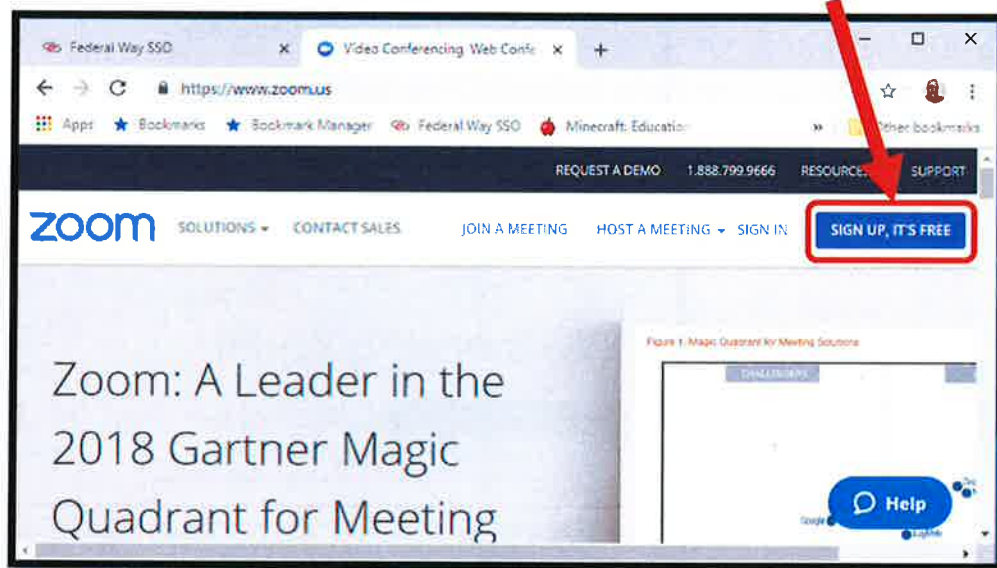 Federal Way SSO × Video Conferencing, Web Confe × +
https://www.zoom.us
Apps Bookmarks Bookmark Manager Federal Way SSO Minecraft: Education » Other bookmarks
REQUEST A DEMO 1.888.799.9666 RESOURCES SUPPORT
zoom SOLUTIONS CONTACT SALES JOIN A MEETING HOST A MEETING SIGN IN SIGN UP, IT'S FREE
Zoom: A Leader in the
2018 Gartner Magic
Quadrant for Meeting
Figure 1. Magic Quadrant for Meeting Solutions
CHALLENGERS
Help
Google
LogMeIn